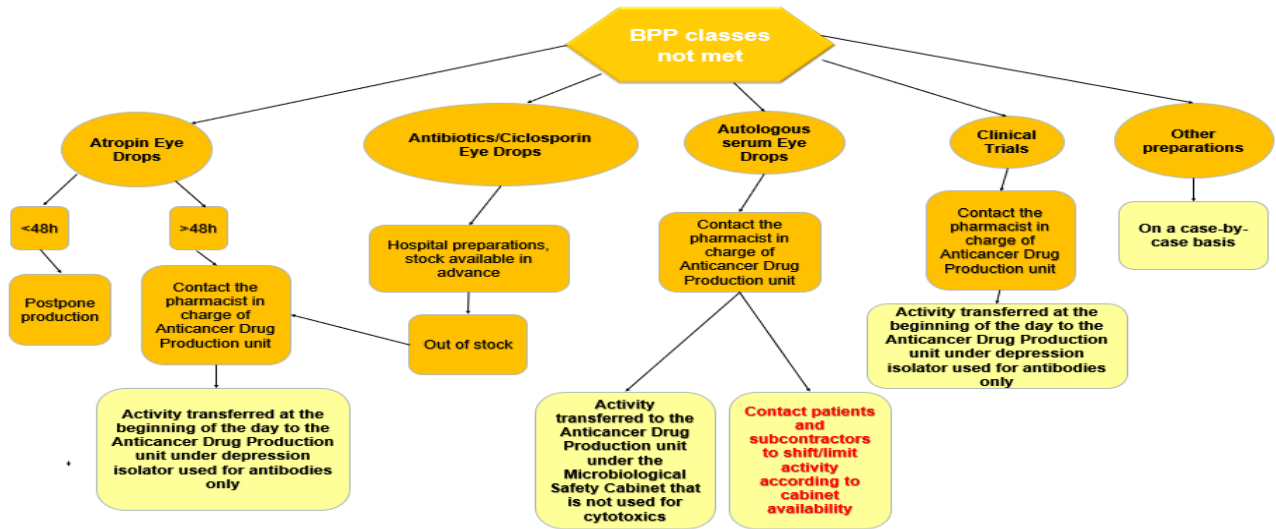 BPP classes
not met
Atropin Eye
Drops
Antibiotics/Ciclosporin
Eye Drops
Autologous
serum Eye
Drops
Clinical
Trials
Other
preparations
<48h
>48h
Hospital preparations,
stock available in
advance
Contact the
pharmacist in
charge of
Anticancer Drug
Production unit
Contact the
pharmacist in
charge of
Anticancer Drug
Production unit
On a case-by-
case basis
Postpone
production
Contact the
pharmacist in
charge of
Anticancer Drug
Production unit
Out of stock
Activity transferred at the
beginning of the day to the
Anticancer Drug Production
unit under depression
isolator used for antibodies
only
Activity transferred at the
beginning of the day to the
Anticancer Drug Production
unit under depression
isolator used for antibodies
only
Activity
transferred to the
Anticancer Drug
Production unit
under the
Microbiological
Safety Cabinet that
is not used for
cytotoxics
Contact patients
and
subcontractors
to shift/limit
activity
according to
cabinet
availability